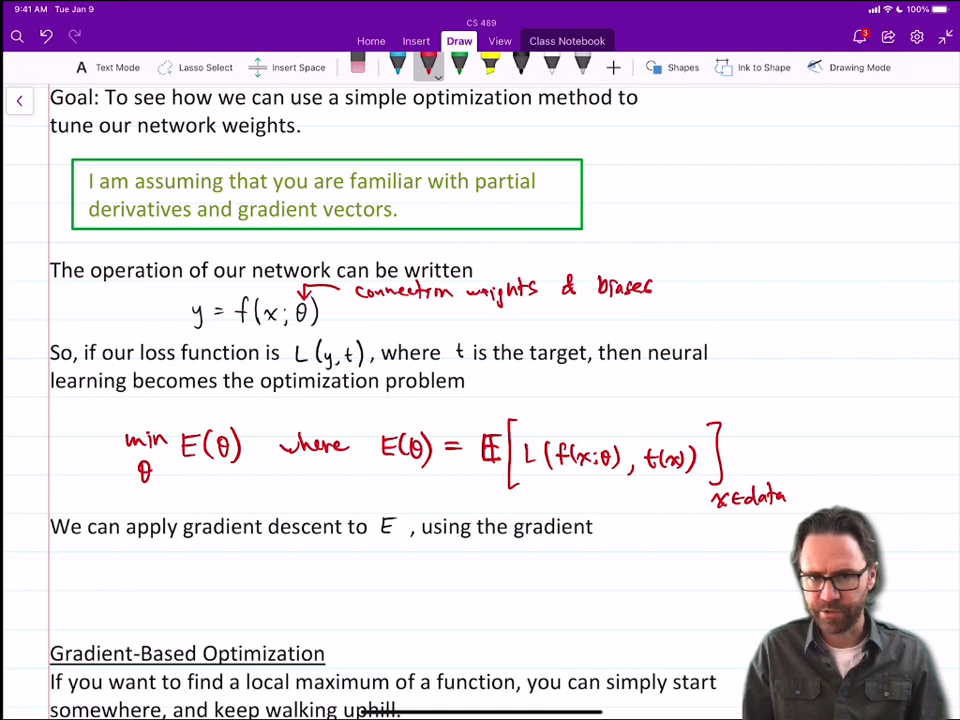 9:41 AM Tue Jan 9
100%
CS 489
Home Insert Draw View Class Notebook
3
A Text Mode Lasso Select Insert Space Shapes Ink to Shape Drawing Mode
Goal: To see how we can use a simple optimization method to
tune our network weights.
I am assuming that you are familiar with partial
derivatives and gradient vectors.
The operation of our network can be written
connection weights & biases
y = f(x; θ)
So, if our loss function is L(y, t), where t is the target, then neural
learning becomes the optimization problem
min E(θ) where E(θ) = 𝔼[L(f(x;θ), t(x))]
θ
x∈data
We can apply gradient descent to E, using the gradient
Gradient-Based Optimization
If you want to find a local maximum of a function, you can simply start
somewhere, and keep walking uphill.